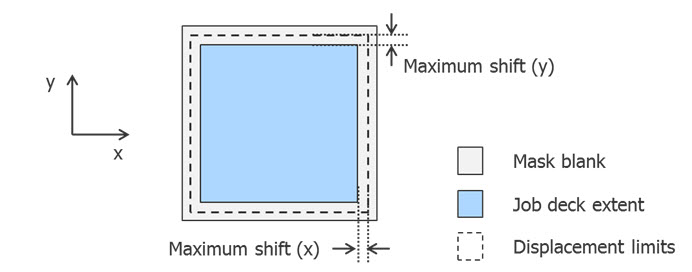 Maximum shift (y)
y
x
Mask blank
Job deck extent
Maximum shift (x)
Displacement limits